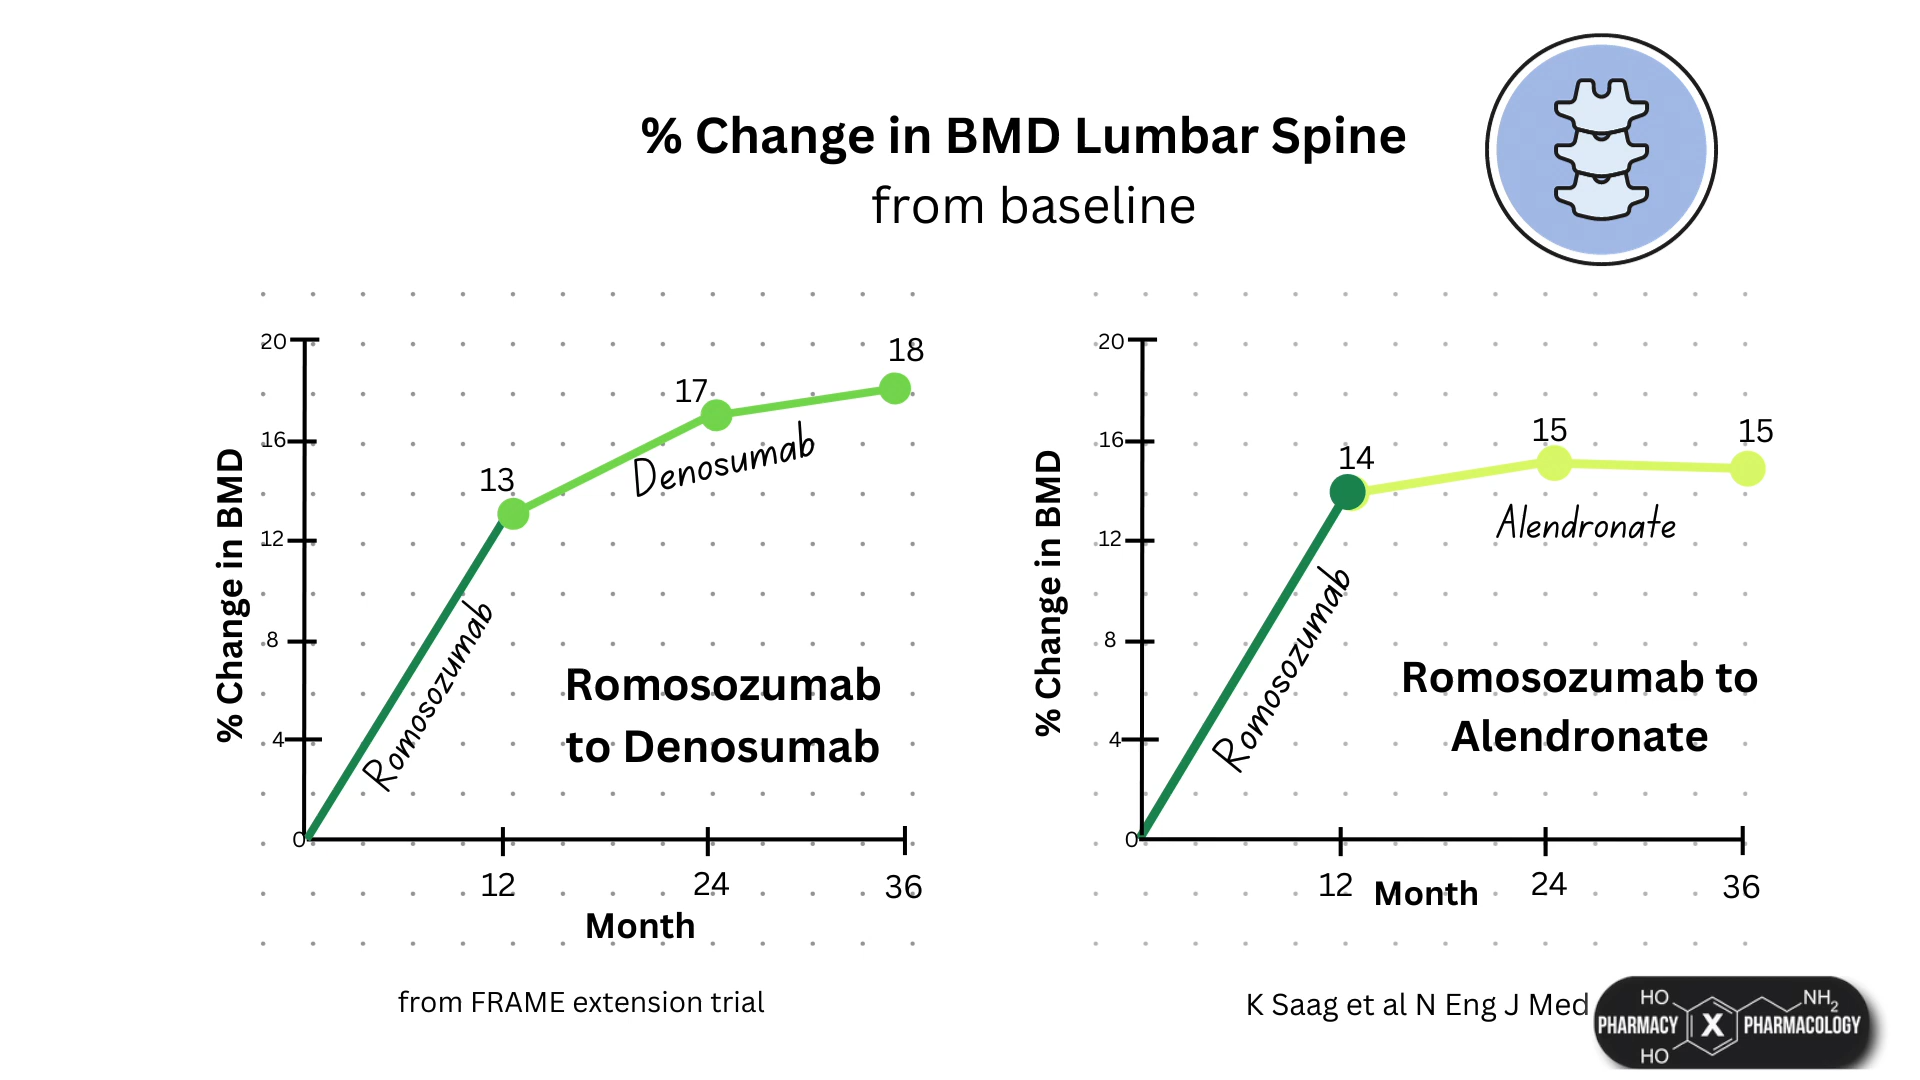 % Change in BMD Lumbar Spine
from baseline
% Change in BMD
20
16
12
8
4
0
13
17
18
Romosozumab
Denosumab
Romosozumab
to Denosumab
12
24
36
Month
from FRAME extension trial
% Change in BMD
20
16
12
8
4
0
14
15
15
Romosozumab
Alendronate
Romosozumab to
Alendronate
12
24
36
Month
K Saag et al N Eng J Med
HO
NH2
PHARMACY X PHARMACOLOGY
HO